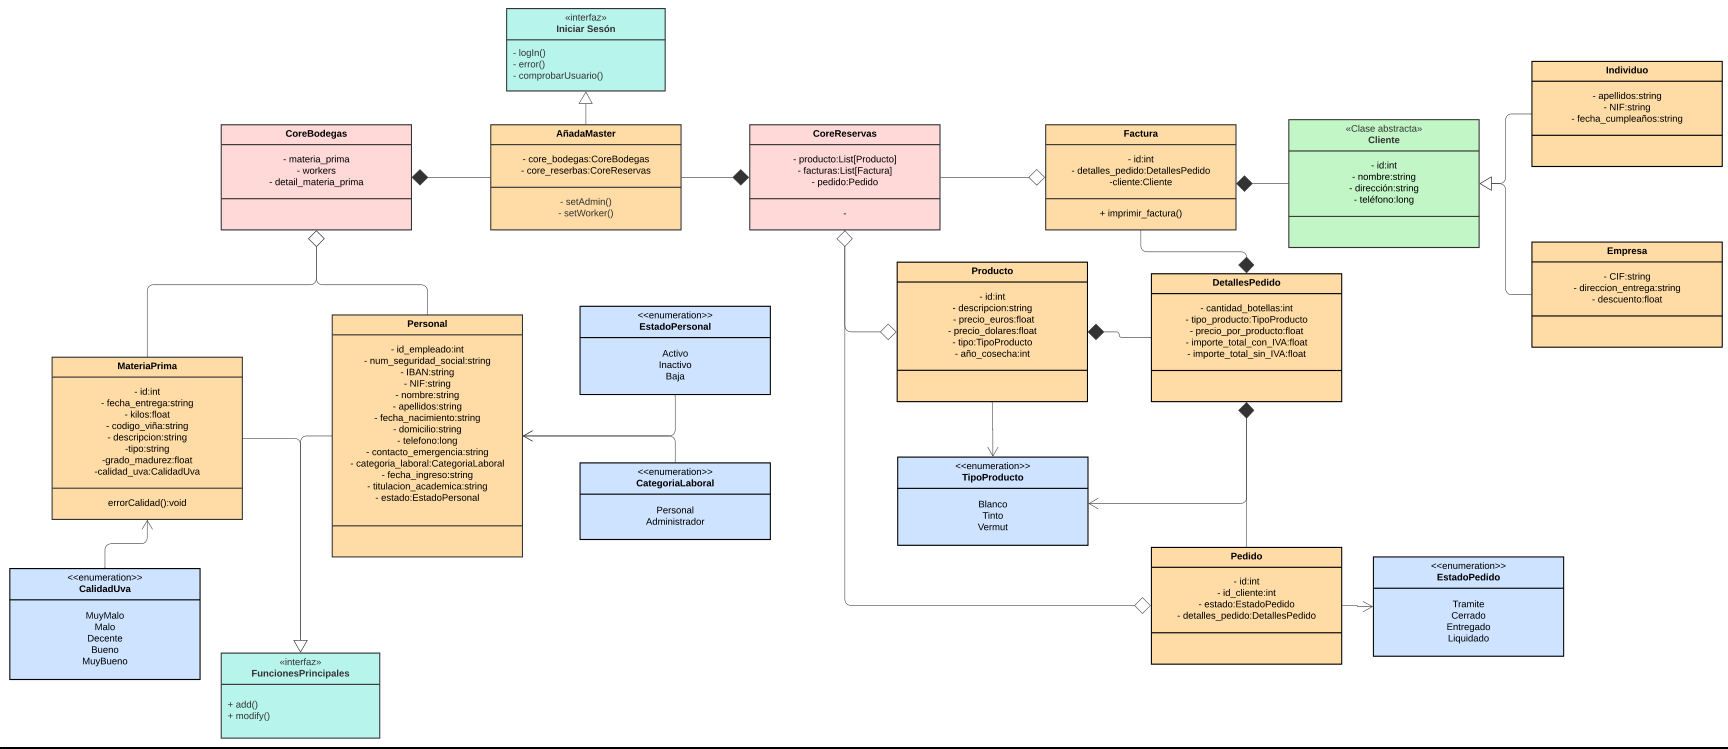 «interfaz»
Iniciar Sesón
- logIn()
- error()
- comprobarUsuario()
CoreBodegas
- materia_prima
- workers
- detail_materia_prima
AñadaMaster
- core_bodegas:CoreBodegas
- core_reserbas:CoreReservas
- setAdmin()
- setWorker()
CoreReservas
- producto:List[Producto]
- facturas:List[Factura]
- pedido:Pedido
-
Factura
- id:int
- detalles_pedido:DetallesPedido
-cliente:Cliente
+ imprimir_factura()
«Clase abstracta»
Cliente
- id:int
- nombre:string
- dirección:string
- teléfono:long
Individuo
- apellidos:string
- NIF:string
- fecha_cumpleaños:string
Empresa
- CIF:string
- direccion_entrega:string
- descuento:float
MateriaPrima
- id:int
- fecha_entrega:string
- kilos:float
- codigo_viña:string
- descripcion:string
-tipo:string
-grado_madurez:float
-calidad_uva:CalidadUva
errorCalidad():void
Personal
- id_empleado:int
- num_seguridad_social:string
- IBAN:string
- NIF:string
- nombre:string
- apellidos:string
- fecha_nacimiento:string
- domicilio:string
- telefono:long
- contacto_emergencia:string
- categoria_laboral:CategoriaLaboral
- fecha_ingreso:string
- titulacion_academica:string
- estado:EstadoPersonal
<<enumeration>>
EstadoPersonal
Activo
Inactivo
Baja
<<enumeration>>
CategoriaLaboral
Personal
Administrador
Producto
- id:int
- descripcion:string
- precio_euros:float
- precio_dolares:float
- tipo:TipoProducto
- año_cosecha:int
DetallesPedido
- cantidad_botellas:int
- tipo_producto:TipoProducto
- precio_por_producto:float
- importe_total_con_IVA:float
- importe_total_sin_IVA:float
<<enumeration>>
TipoProducto
Blanco
Tinto
Vermut
<<enumeration>>
CalidadUva
MuyMalo
Malo
Decente
Bueno
MuyBueno
«interfaz»
FuncionesPrincipales
+ add()
+ modify()
Pedido
- id:int
- id_cliente:int
- estado:EstadoPedido
- detalles_pedido:DetallesPedido
<<enumeration>>
EstadoPedido
Tramite
Cerrado
Entregado
Liquidado